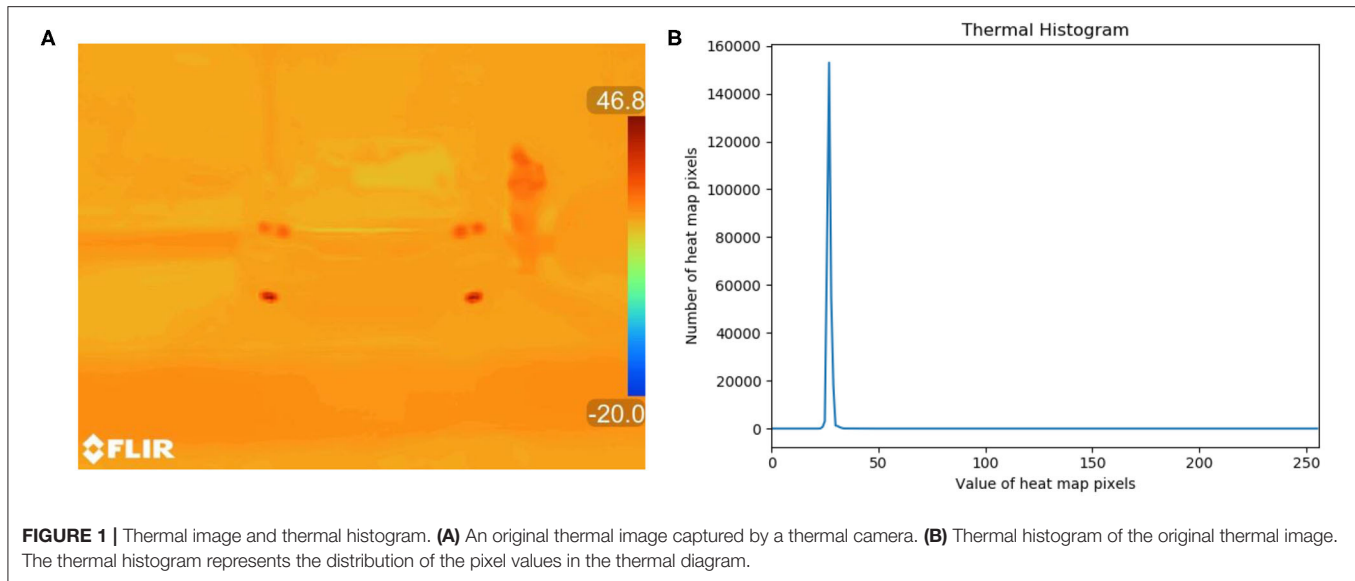 A
46.8
-20.0
FLIR
B
Thermal Histogram
Number of heat map pixels
160000
140000
120000
100000
80000
60000
40000
20000
0
0 50 100 150 200 250
Value of heat map pixels
FIGURE 1 | Thermal image and thermal histogram. (A) An original thermal image captured by a thermal camera. (B) Thermal histogram of the original thermal image.
The thermal histogram represents the distribution of the pixel values in the thermal diagram.